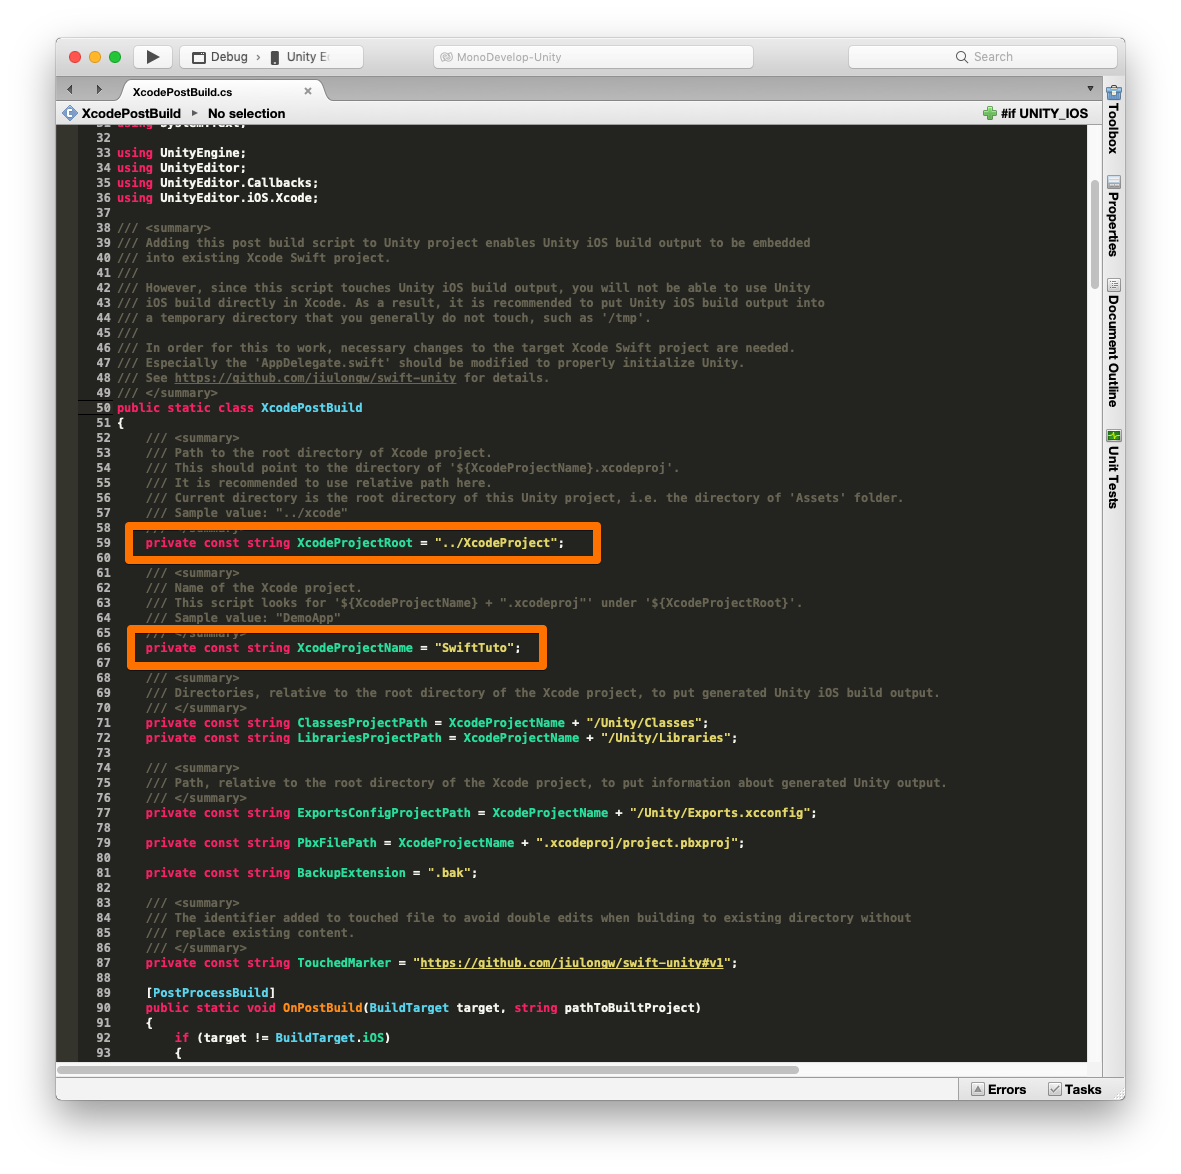 Debug › Unity E
MonoDevelop-Unity
Search
XcodePostBuild.cs
XcodePostBuild ▸ No selection
#if UNITY_IOS
31 using System.Text;
32
33 using UnityEngine;
34 using UnityEditor;
35 using UnityEditor.Callbacks;
36 using UnityEditor.iOS.Xcode;
37
38 /// <summary>
39 /// Adding this post build script to Unity project enables Unity iOS build output to be embedded
40 /// into existing Xcode Swift project.
41 ///
42 /// However, since this script touches Unity iOS build output, you will not be able to use Unity
43 /// iOS build directly in Xcode. As a result, it is recommended to put Unity iOS build output into
44 /// a temporary directory that you generally do not touch, such as '/tmp'.
45 ///
46 /// In order for this to work, necessary changes to the target Xcode Swift project are needed.
47 /// Especially the 'AppDelegate.swift' should be modified to properly initialize Unity.
48 /// See https://github.com/jiulongw/swift-unity for details.
49 /// </summary>
50 public static class XcodePostBuild
51 {
52 /// <summary>
53 /// Path to the root directory of Xcode project.
54 /// This should point to the directory of '${XcodeProjectName}.xcodeproj'.
55 /// It is recommended to use relative path here.
56 /// Current directory is the root directory of this Unity project, i.e. the directory of 'Assets' folder.
57 /// Sample value: "../xcode"
58 /// </summary>
59 private const string XcodeProjectRoot = "../XcodeProject";
60
61 /// <summary>
62 /// Name of the Xcode project.
63 /// This script looks for '${XcodeProjectName} + ".xcodeproj"' under '${XcodeProjectRoot}'.
64 /// Sample value: "DemoApp"
65 /// </summary>
66 private const string XcodeProjectName = "SwiftTuto";
67
68 /// <summary>
69 /// Directories, relative to the root directory of the Xcode project, to put generated Unity iOS build output.
70 /// </summary>
71 private const string ClassesProjectPath = XcodeProjectName + "/Unity/Classes";
72 private const string LibrariesProjectPath = XcodeProjectName + "/Unity/Libraries";
73
74 /// <summary>
75 /// Path, relative to the root directory of the Xcode project, to put information about generated Unity output.
76 /// </summary>
77 private const string ExportsConfigProjectPath = XcodeProjectName + "/Unity/Exports.xcconfig";
78
79 private const string PbxFilePath = XcodeProjectName + ".xcodeproj/project.pbxproj";
80
81 private const string BackupExtension = ".bak";
82
83 /// <summary>
84 /// The identifier added to touched file to avoid double edits when building to existing directory without
85 /// replace existing content.
86 /// </summary>
87 private const string TouchedMarker = "https://github.com/jiulongw/swift-unity#v1";
88
89 [PostProcessBuild]
90 public static void OnPostBuild(BuildTarget target, string pathToBuiltProject)
91 {
92 if (target != BuildTarget.iOS)
93 {
Toolbox
Properties
Document Outline
Unit Tests
Errors
Tasks